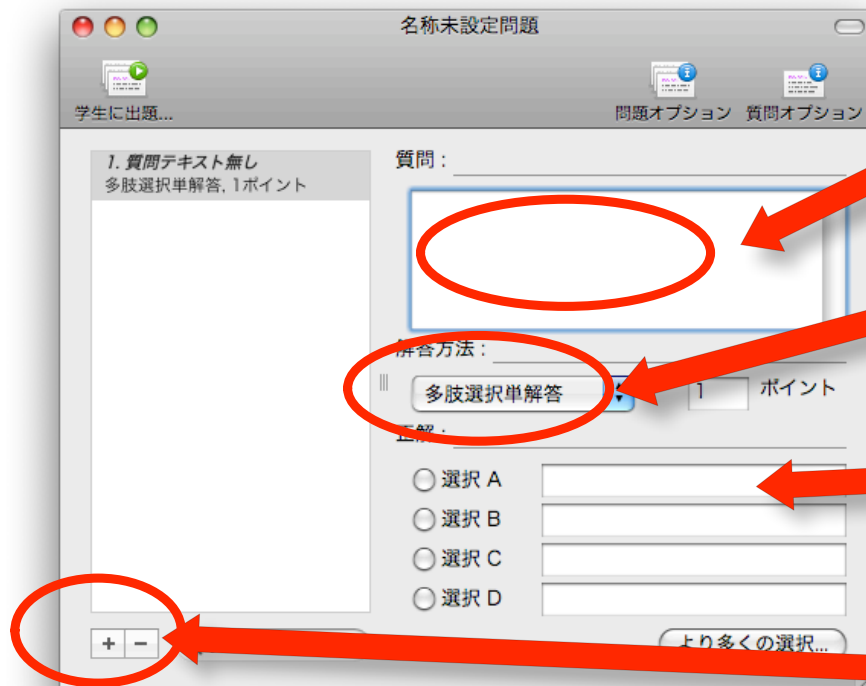 名称未設定問題
学生に出題...
問題オプション 質問オプション
1. 質問テキスト無し
多肢選択単解答, 1ポイント
質問 :
解答方法 :
多肢選択単解答
1 ポイント
正解 :
選択 A
選択 B
選択 C
選択 D
+ −
より多くの選択...